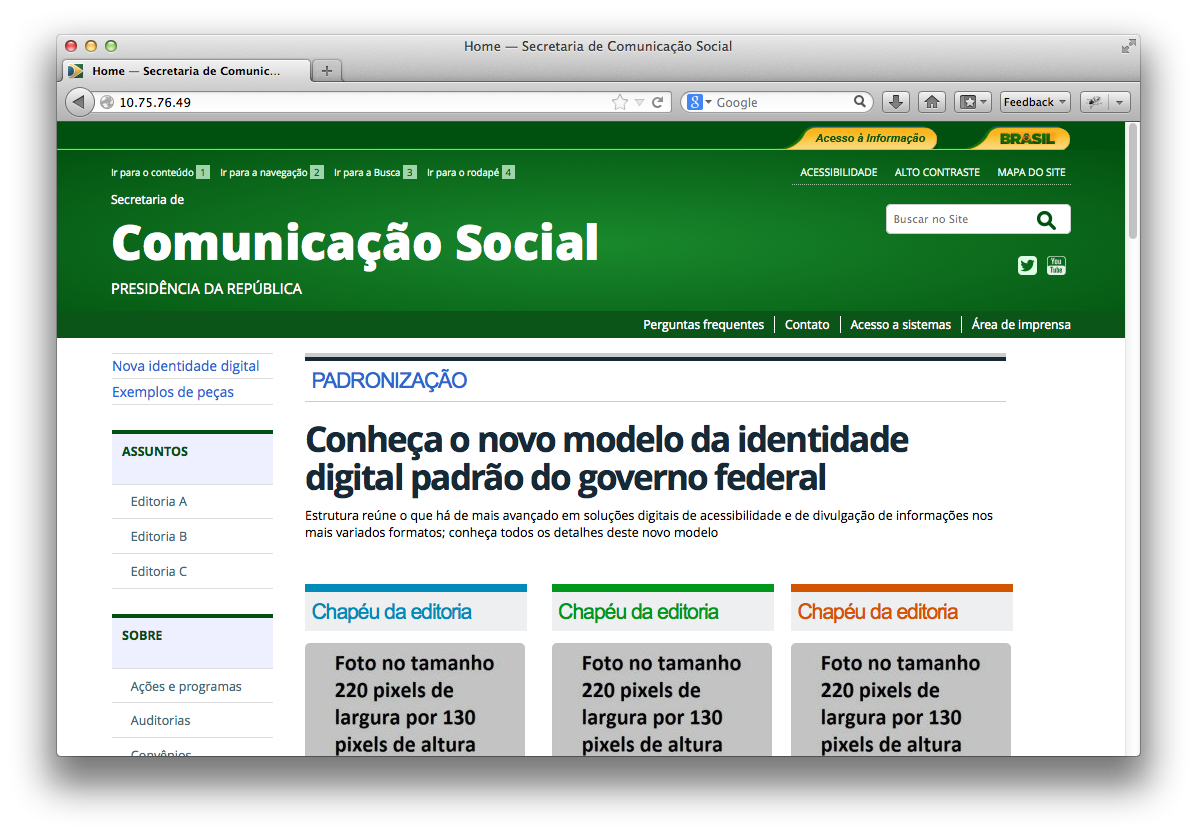 Home — Secretaria de Comunicação Social
Home — Secretaria de Comunic...
10.75.76.49
Google
Feedback
Acesso à Informação
BRASIL
Ir para o conteúdo 1 Ir para a navegação 2 Ir para a Busca 3 Ir para o rodapé 4
ACESSIBILIDADE ALTO CONTRASTE MAPA DO SITE
Secretaria de
Comunicação Social
PRESIDÊNCIA DA REPÚBLICA
Buscar no Site
You Tube
Perguntas frequentes Contato Acesso a sistemas Área de imprensa
Nova identidade digital
Exemplos de peças
ASSUNTOS
Editoria A
Editoria B
Editoria C
SOBRE
Ações e programas
Auditorias
Convênios
PADRONIZAÇÃO
Conheça o novo modelo da identidade
digital padrão do governo federal
Estrutura reúne o que há de mais avançado em soluções digitais de acessibilidade e de divulgação de informações nos
mais variados formatos; conheça todos os detalhes deste novo modelo
Chapéu da editoria
Foto no tamanho
220 pixels de
largura por 130
pixels de altura
Chapéu da editoria
Foto no tamanho
220 pixels de
largura por 130
pixels de altura
Chapéu da editoria
Foto no tamanho
220 pixels de
largura por 130
pixels de altura